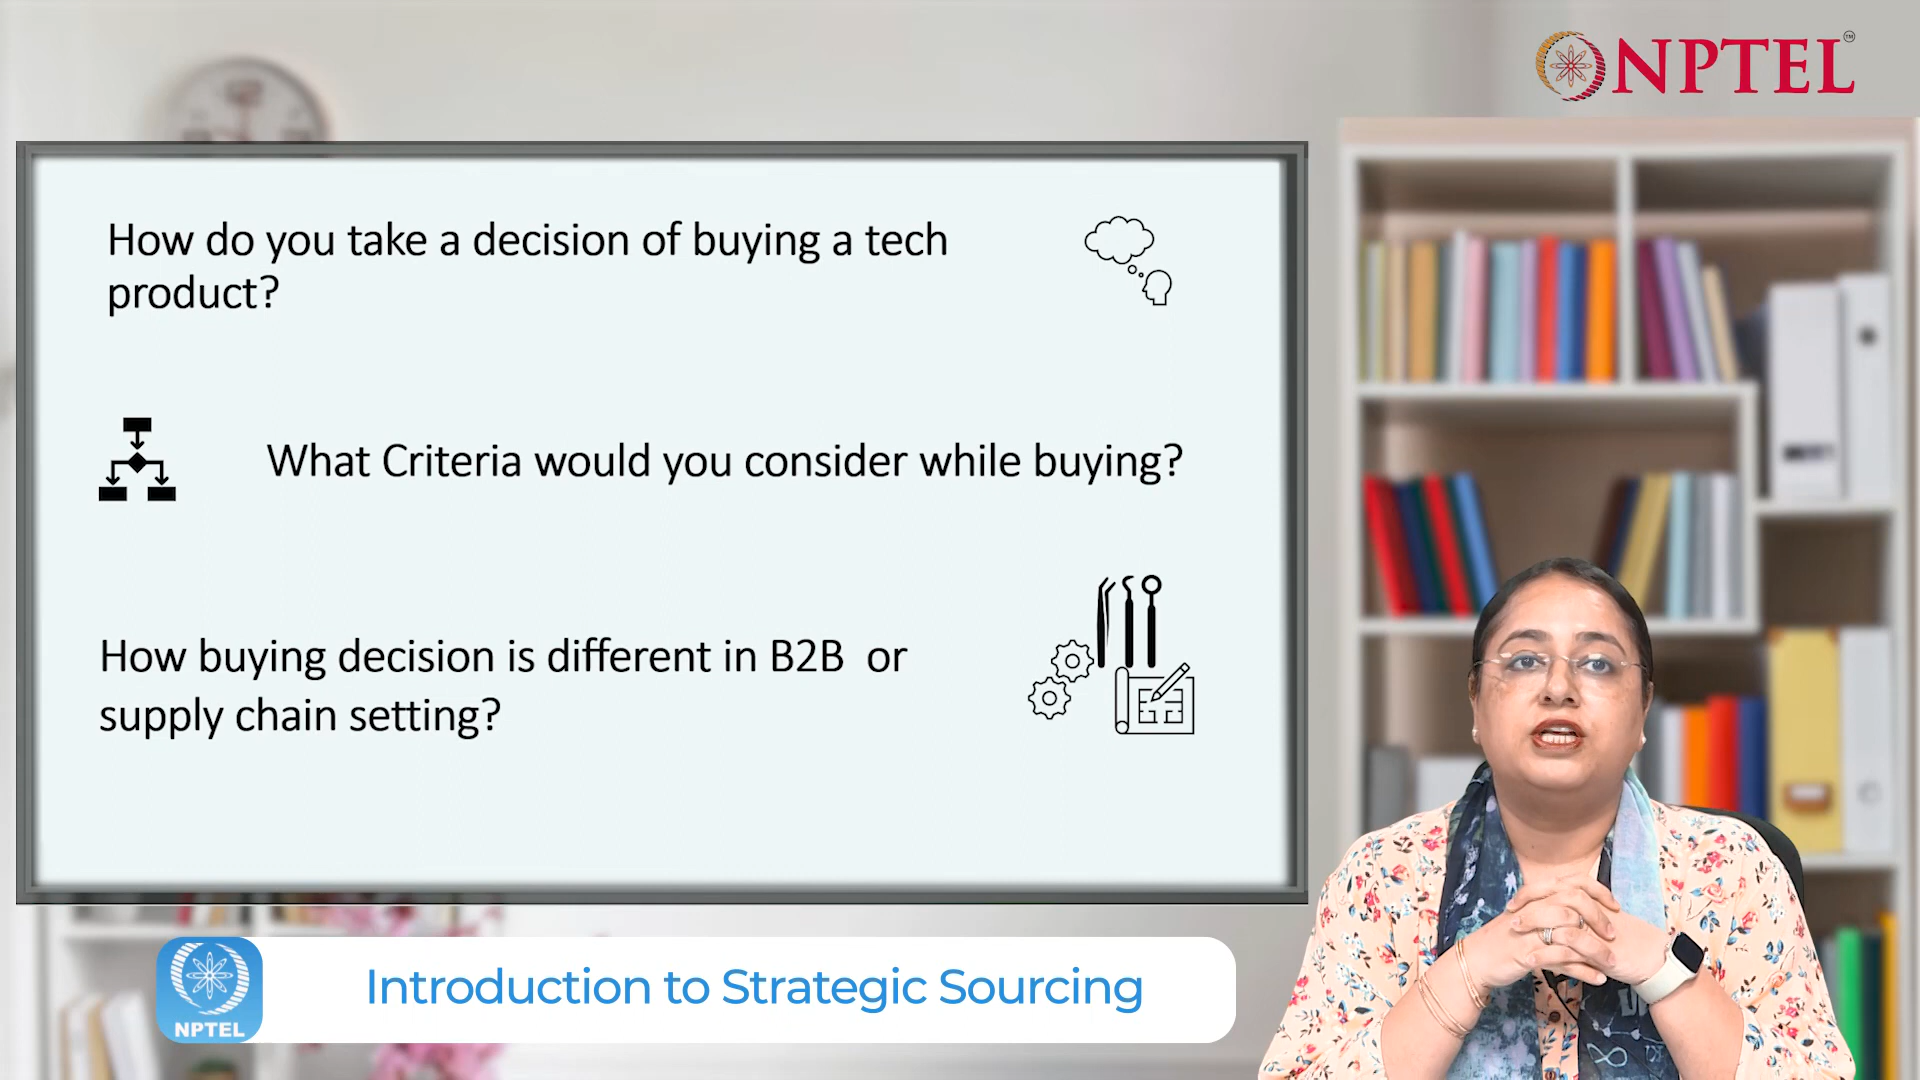 NPTEL™
How do you take a decision of buying a tech
product?
What Criteria would you consider while buying?
How buying decision is different in B2B or
supply chain setting?
Introduction to Strategic Sourcing
NPTEL